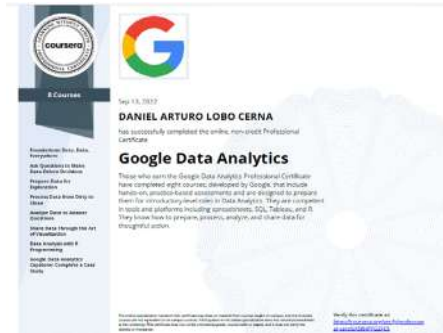 coursera
8 Courses
Foundations: Data, Data,
Everywhere
Ask Questions to Make
Data-Driven Decisions
Prepare Data for
Exploration
Process Data from Dirty to
Clean
Analyze Data to Answer
Questions
Share Data Through the Art
of Visualization
Data Analysis with R
Programming
Google Data Analytics
Capstone: Complete a Case
Study
Sep 13, 2022
DANIEL ARTURO LOBO CERNA
has successfully completed the online, non-credit Professional
Certificate
Google Data Analytics
Those who earn the Google Data Analytics Professional Certificate
have completed eight courses, developed by Google, that include
hands-on, practice-based assessments and are designed to prepare
them for introductory-level roles in Data Analytics. They are competent
in tools and platforms including spreadsheets, SQL, Tableau, and R.
They know how to prepare, process, analyze, and share data for
thoughtful action.
Verify this certificate at: